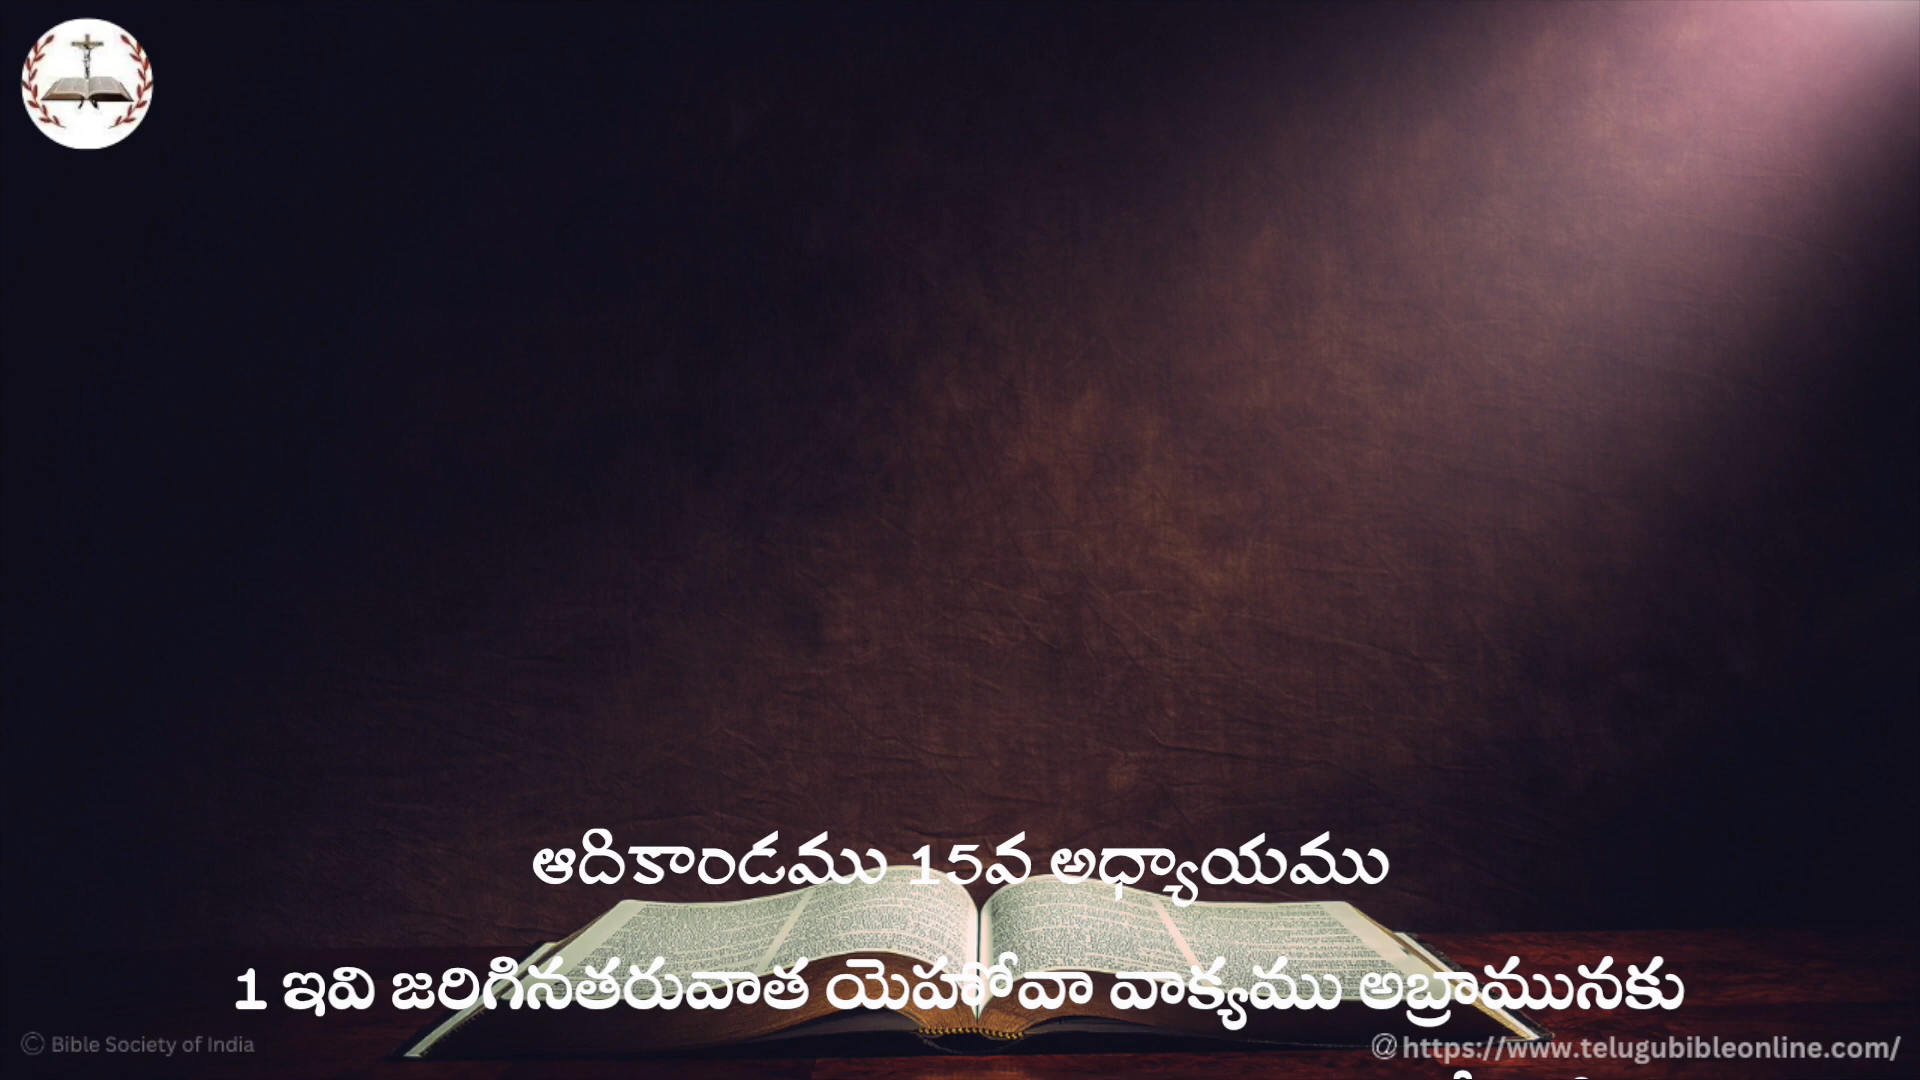 ఆదికాండము 15వ అధ్యాయము
1 ఇవి జరిగినతరువాత యెహోవా వాక్యము అబ్రామునకు
© Bible Society of India
@https://www.telugubibleonline.com/